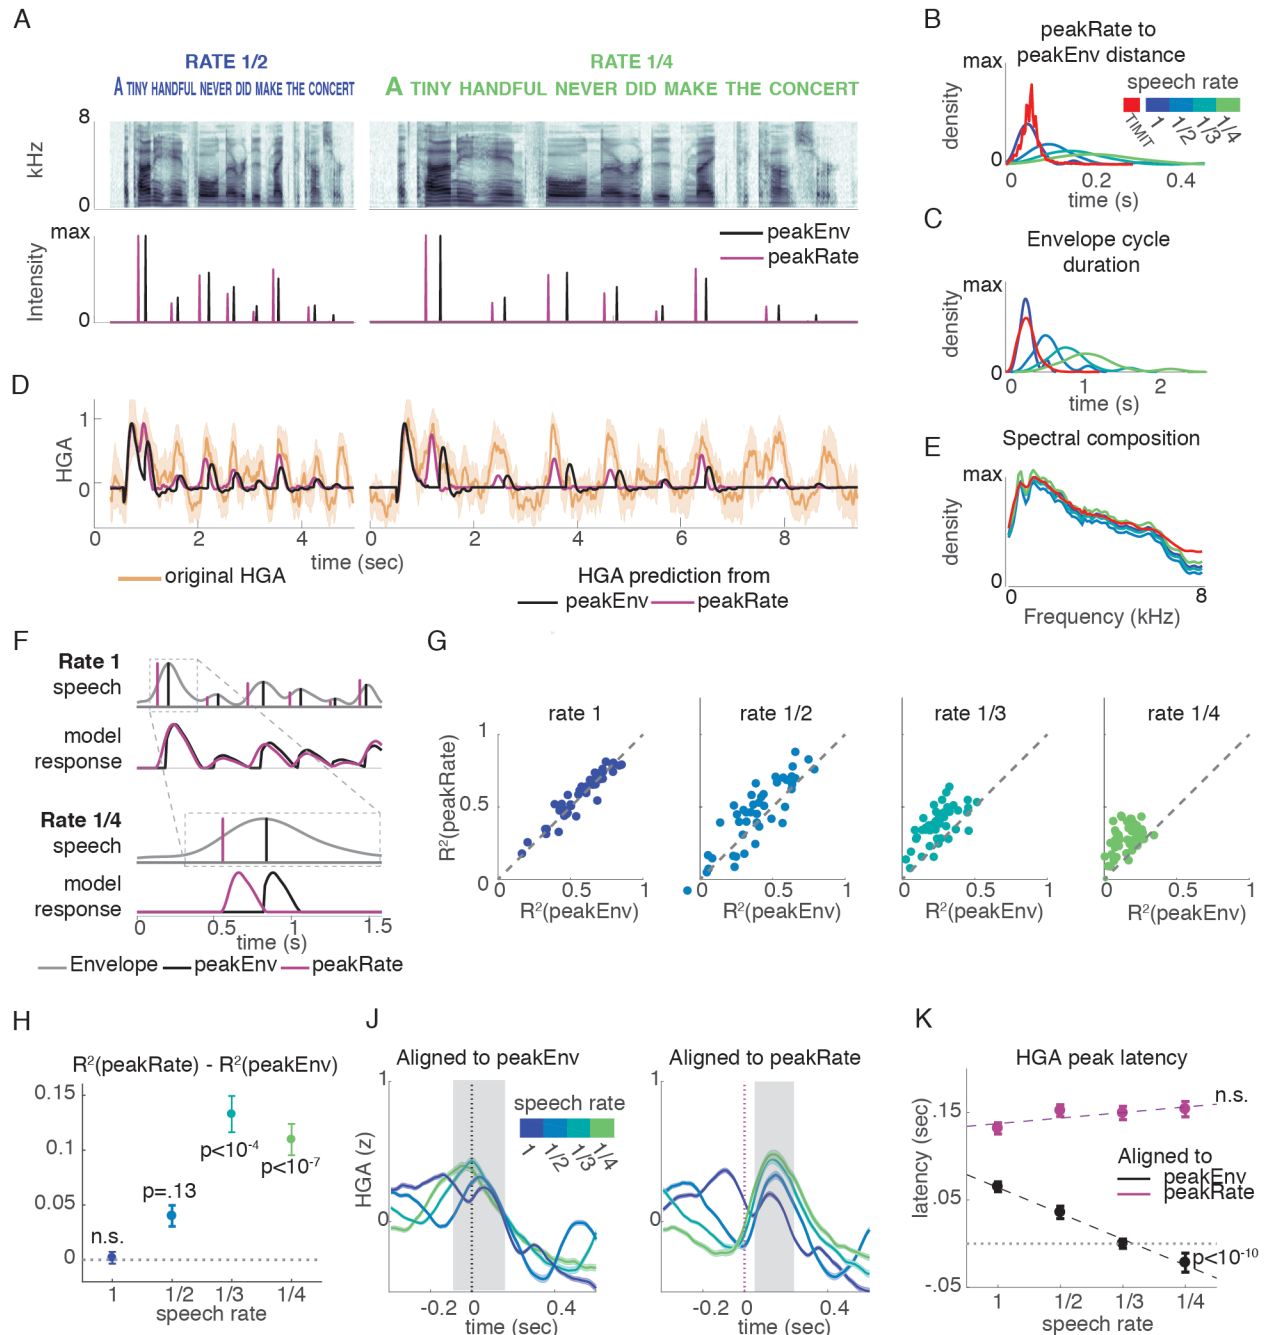 A
RATE 1/2
A TINY HANDFUL NEVER DID MAKE THE CONCERT
RATE 1/4
A TINY HANDFUL NEVER DID MAKE THE CONCERT
8
kHz
0
max
Intensity
0
peakEnv
peakRate
B
peakRate to
peakEnv distance
max
density
0
speech rate
TIMIT
1
1/2
1/3
1/4
0 0.2 0.4
time (s)
C
Envelope cycle
duration
max
density
0
0 1 2
time (s)
D
1
HGA
0
0 2 4
0 2 4 6 8
time (sec)
original HGA
HGA prediction from
peakEnv peakRate
E
Spectral composition
max
density
0
0 8
Frequency (kHz)
F
Rate 1
speech
model
response
Rate 1/4
speech
model
response
0 0.5 1 1.5
time (s)
Envelope peakEnv peakRate
G
rate 1
rate 1/2
rate 1/3
rate 1/4
1
R²(peakRate)
0.5
0
0 0.5 1
R²(peakEnv)
0 0.5 1
R²(peakEnv)
0 0.5 1
R²(peakEnv)
0 0.5 1
R²(peakEnv)
H
R²(peakRate) - R²(peakEnv)
0.15
0.1
0.05
0
n.s.
p=.13
p<10⁻⁴
p<10⁻⁷
1 1/2 1/3 1/4
speech rate
J
Aligned to peakEnv
1
HGA (z)
0
speech rate
1
1/2
1/3
1/4
-0.2 0 0.4
time (sec)
Aligned to peakRate
1
0
-0.2 0 0.4
time (sec)
K
HGA peak latency
latency (sec)
.15
.05
-.05
n.s.
Aligned to
peakEnv
peakRate
p<10⁻¹⁰
1 1/2 1/3 1/4
speech rate